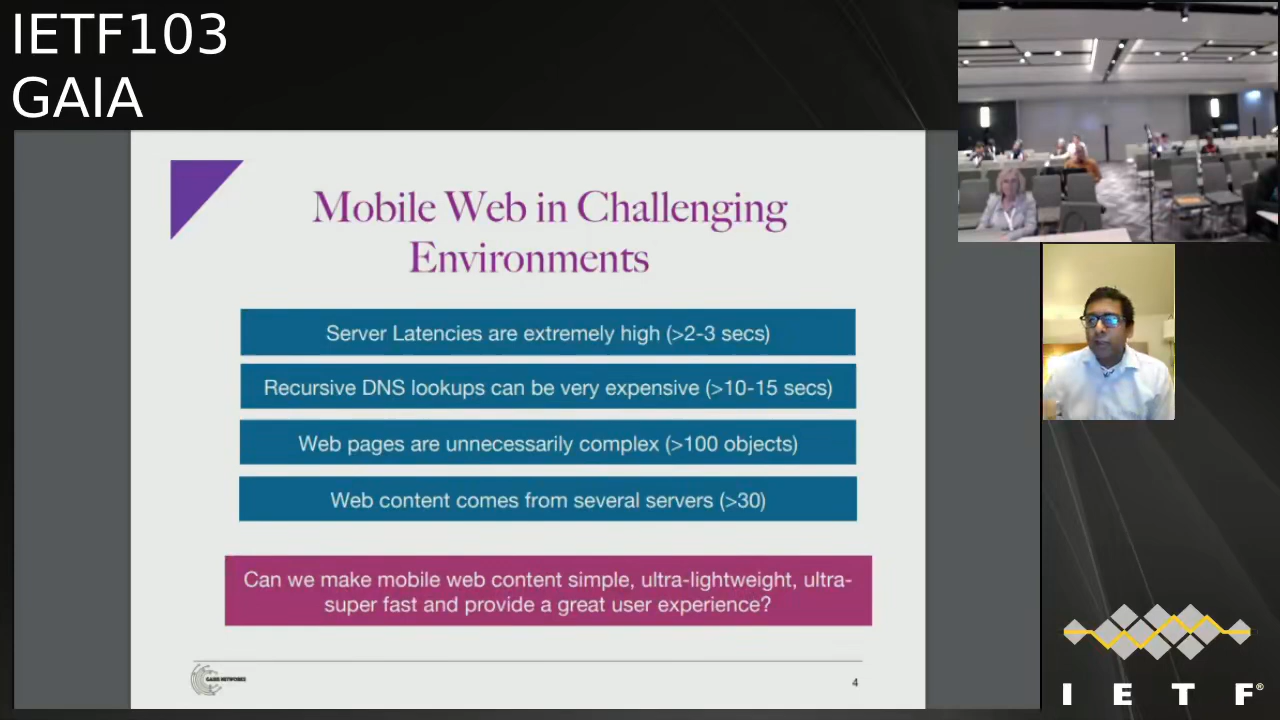 IETF103
GAIA
Mobile Web in Challenging
Environments
Server Latencies are extremely high (>2-3 secs)
Recursive DNS lookups can be very expensive (>10-15 secs)
Web pages are unnecessarily complex (>100 objects)
Web content comes from several servers (>30)
Can we make mobile web content simple, ultra-lightweight, ultra-
super fast and provide a great user experience?
GAIUS NETWORKS
4
I E T F®